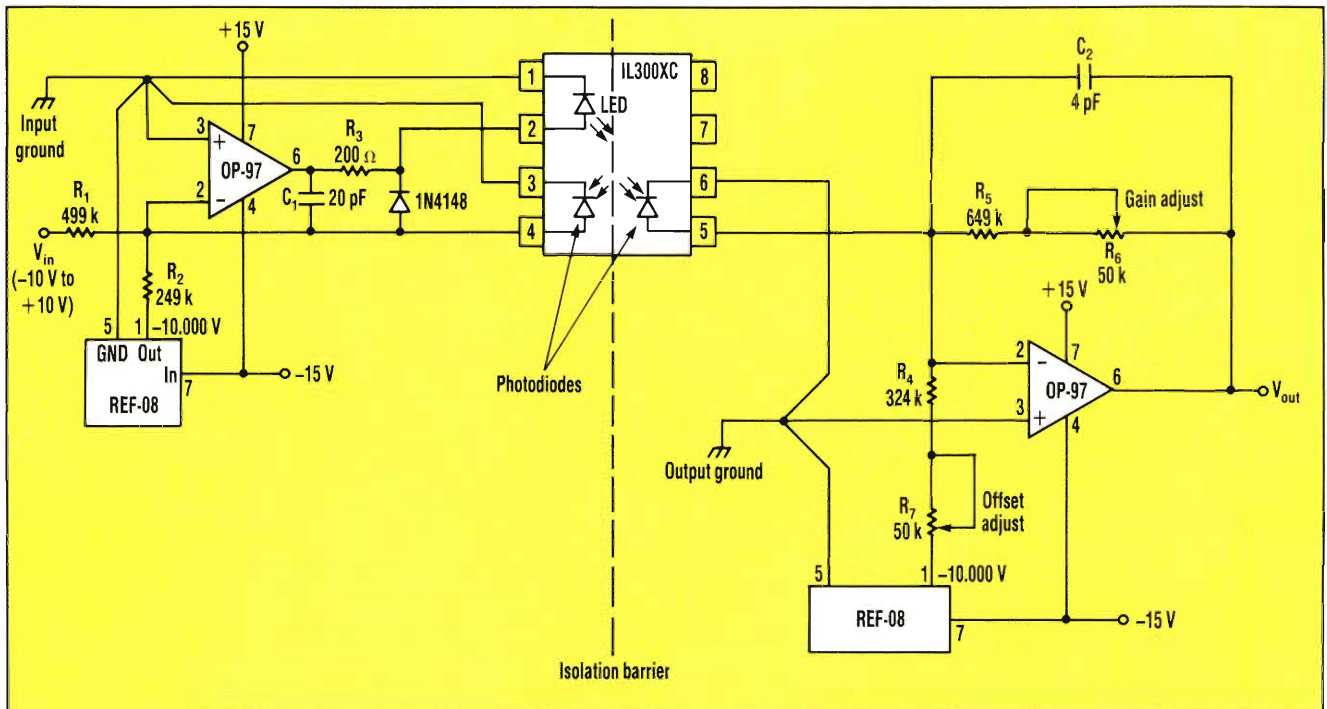 +15 V
IL300XC
1
8
LED
Input
ground
3
7
+
R3
200 Ω
2
7
6
OP-97
C1
20 pF
1N4148
3
6
2
−
4
R1
499 k
4
5
Vin
(−10 V to
+10 V)
R2
249 k
5
1
−10.000 V
GND
Out
In
7
−15 V
REF-08
Photodiodes
C2
4 pF
R5
649 k
Gain adjust
R6
50 k
+15 V
2
−
7
R4
324 k
OP-97
6
Vout
3
+
4
Output ground
R7
50 k
Offset
adjust
5
1
−10.000 V
REF-08
7
−15 V
Isolation barrier